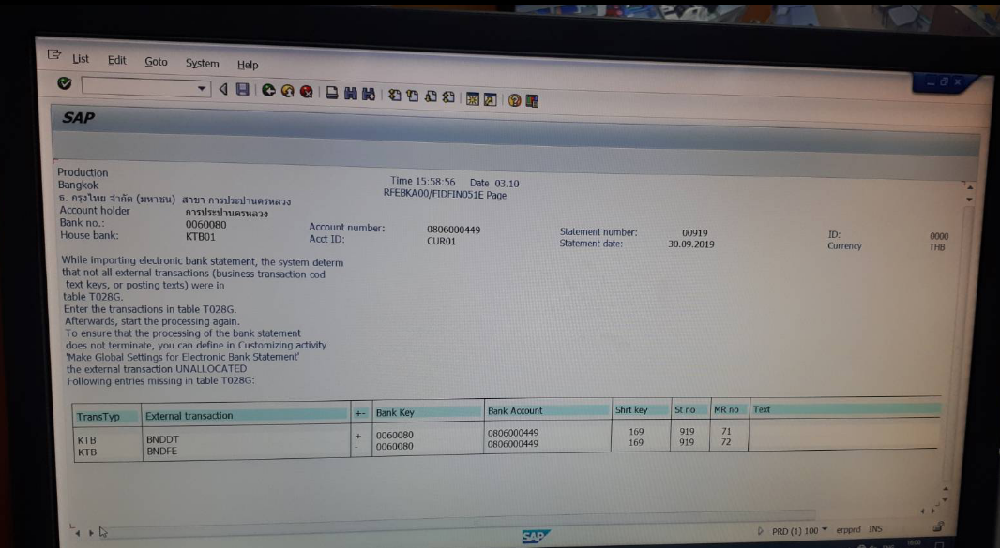 List Edit Goto System Help
SAP
Production
Bangkok
Time 15:58:56 Date 03.10
RFEBKA00/FIDFIN051E Page
ธ. กรุงไทย จำกัด (มหาชน) สาขา การประปานครหลวง
Account holder การประปานครหลวง
Bank no.: 0060080 Account number: 0806000449 Statement number: 00919 ID: 0000
House bank: KTB01 Acct ID: CUR01 Statement date: 30.09.2019 Currency THB
While importing electronic bank statement, the system determ
that not all external transactions (business transaction cod
text keys, or posting texts) were in
table T028G.
Enter the transactions in table T028G.
Afterwards, start the processing again.
To ensure that the processing of the bank statement
does not terminate, you can define in Customizing activity
'Make Global Settings for Electronic Bank Statement'
the external transaction UNALLOCATED
Following entries missing in table T028G:
TransTyp External transaction +- Bank Key Bank Account Shrt key St no MR no Text
KTB BNDDT + 0060080 0806000449 169 919 71
KTB BNDFE - 0060080 0806000449 169 919 72
SAP
PRD (1) 100 erpprd INS